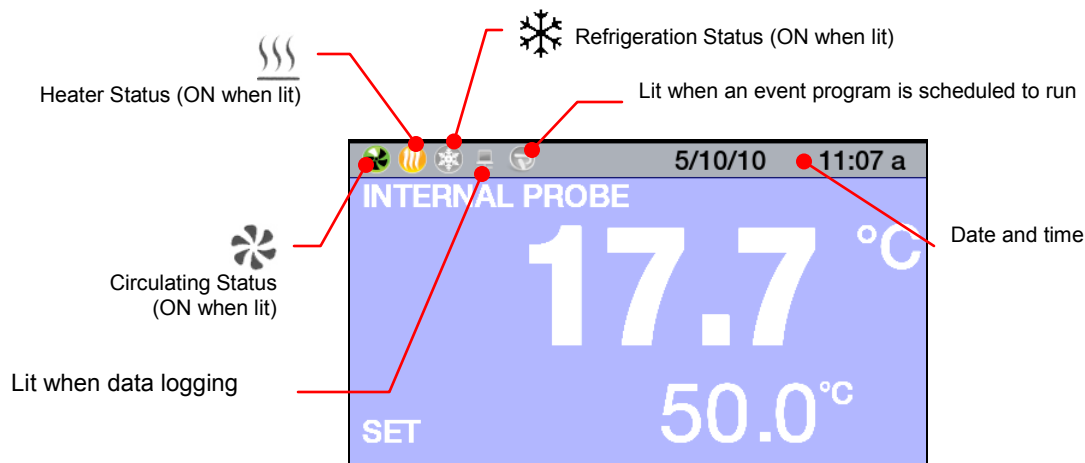 Refrigeration Status (ON when lit)
Heater Status (ON when lit)
Lit when an event program is scheduled to run
5/10/10 11:07 a
INTERNAL PROBE
17.7 °C
Date and time
Circulating Status
(ON when lit)
Lit when data logging
SET 50.0°C